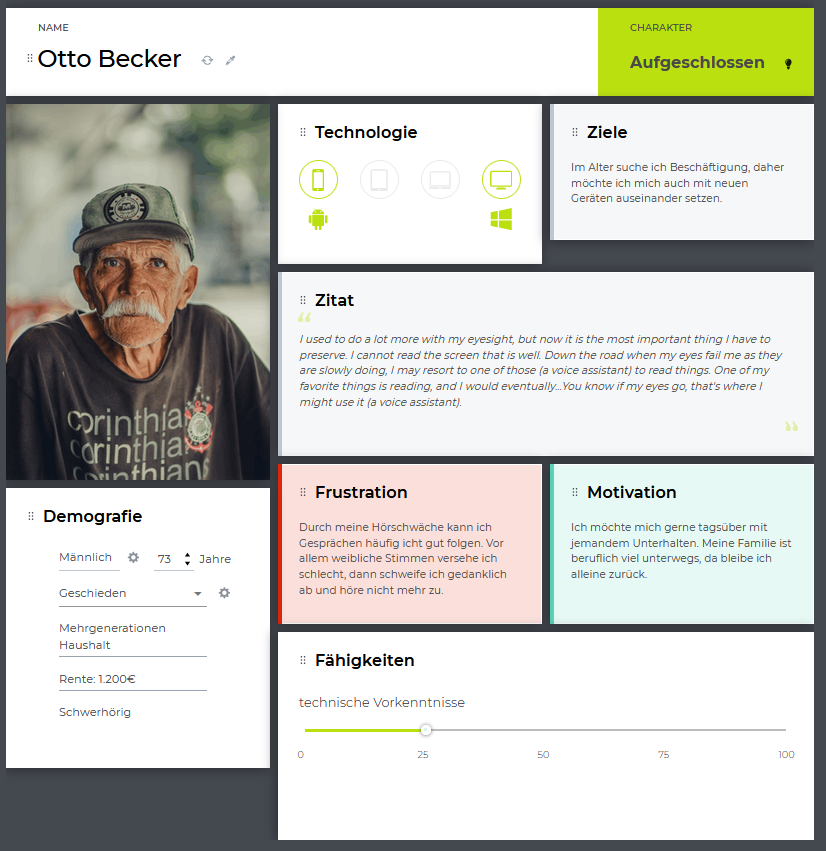 NAME
Otto Becker
CHARAKTER
Aufgeschlossen
Technologie
Ziele
Im Alter suche ich Beschäftigung, daher
möchte ich mich auch mit neuen
Geräten auseinander setzen.
Zitat
“
I used to do a lot more with my eyesight, but now it is the most important thing I have to
preserve. I cannot read the screen that is well. Down the road when my eyes fail me as they
are slowly doing, I may resort to one of those (a voice assistant) to read things. One of my
favorite things is reading, and I would eventually...You know if my eyes go, that's where I
might use it (a voice assistant).
“
corinthia
corinthia
corinthians
Demografie
Männlich 73 Jahre
Geschieden
Mehrgenerationen
Haushalt
Rente: 1.200€
Schwerhörig
Frustration
Durch meine Hörschwäche kann ich
Gesprächen häufig icht gut folgen. Vor
allem weibliche Stimmen versehe ich
schlecht, dann schweife ich gedanklich
ab und höre nicht mehr zu.
Motivation
Ich möchte mich gerne tagsüber mit
jemandem Unterhalten. Meine Familie ist
beruflich viel unterwegs, da bleibe ich
alleine zurück.
Fähigkeiten
technische Vorkenntnisse
0 25 50 75 100